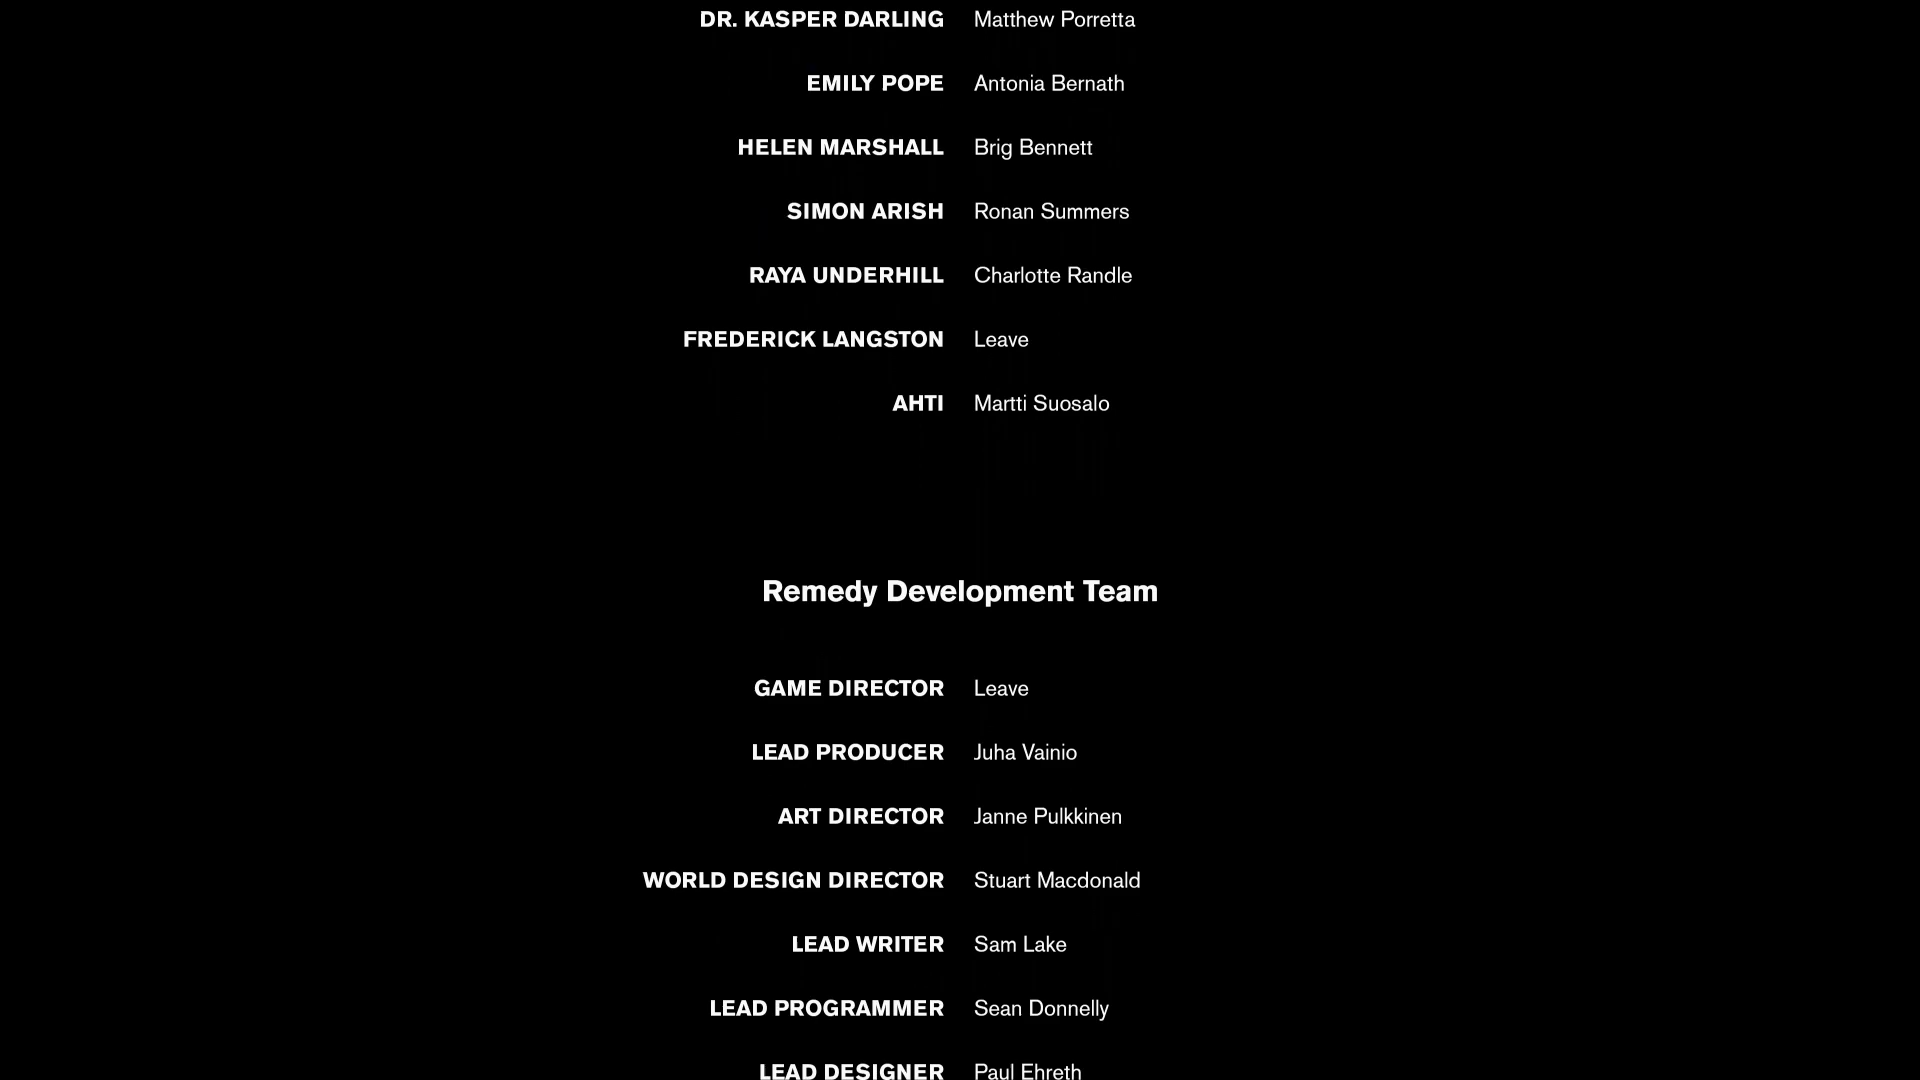 DR. KASPER DARLING Matthew Porretta
EMILY POPE Antonia Bernath
HELEN MARSHALL Brig Bennett
SIMON ARISH Ronan Summers
RAYA UNDERHILL Charlotte Randle
FREDERICK LANGSTON Leave
AHTI Martti Suosalo
Remedy Development Team
GAME DIRECTOR Leave
LEAD PRODUCER Juha Vainio
ART DIRECTOR Janne Pulkkinen
WORLD DESIGN DIRECTOR Stuart Macdonald
LEAD WRITER Sam Lake
LEAD PROGRAMMER Sean Donnelly
LEAD DESIGNER Paul Ehreth